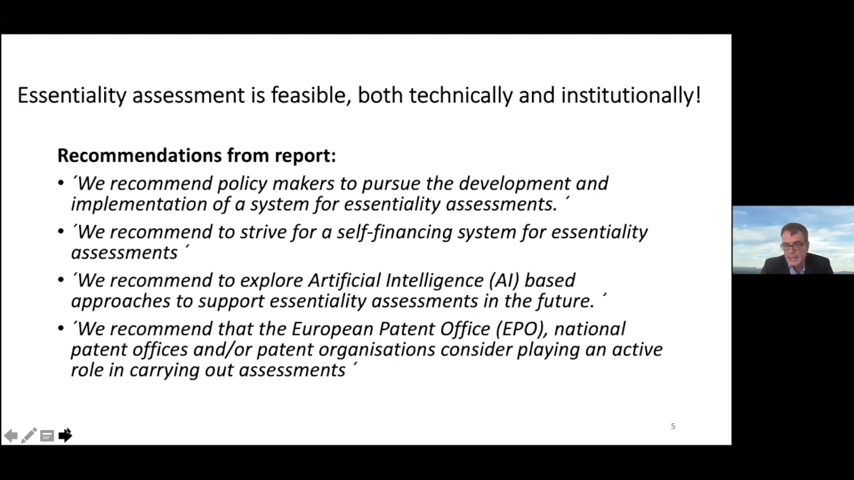 Essentiality assessment is feasible, both technically and institutionally!
Recommendations from report:
• ´We recommend policy makers to pursue the development and
implementation of a system for essentiality assessments. ´
• ´We recommend to strive for a self-financing system for essentiality
assessments ´
• ´We recommend to explore Artificial Intelligence (AI) based
approaches to support essentiality assessments in the future. ´
• ´We recommend that the European Patent Office (EPO), national
patent offices and/or patent organisations consider playing an active
role in carrying out assessments ´
5